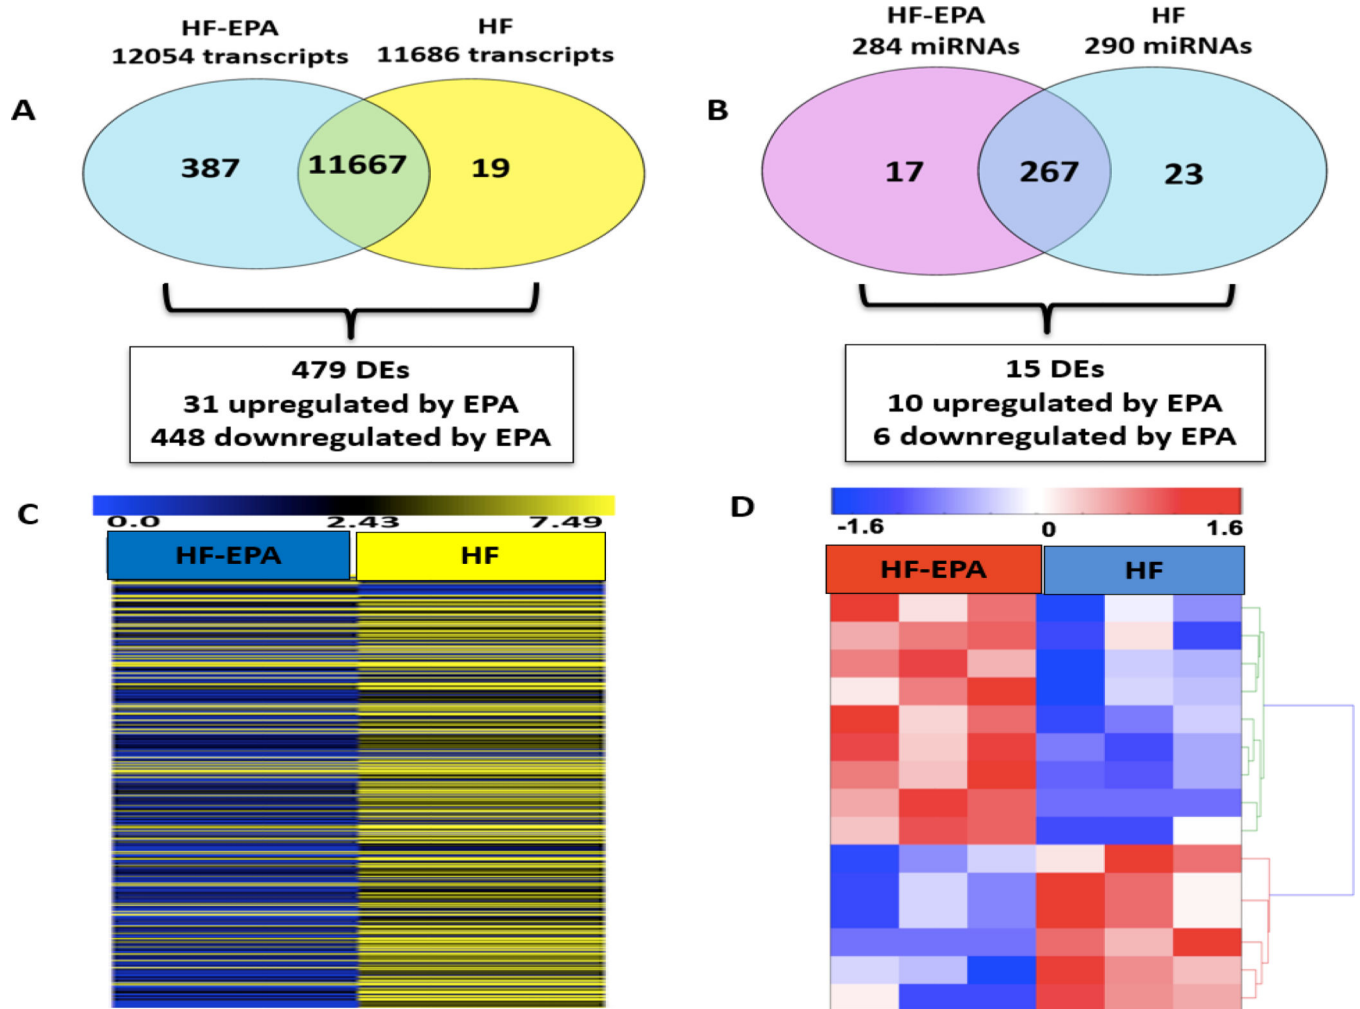 HF-EPA
12054 transcripts
HF
11686 transcripts
A
387
11667
19
479 DEs
31 upregulated by EPA
448 downregulated by EPA
HF-EPA
284 miRNAs
HF
290 miRNAs
B
17
267
23
15 DEs
10 upregulated by EPA
6 downregulated by EPA
C
0.0 2.43 7.49
HF-EPA HF
D
-1.6 0 1.6
HF-EPA HF